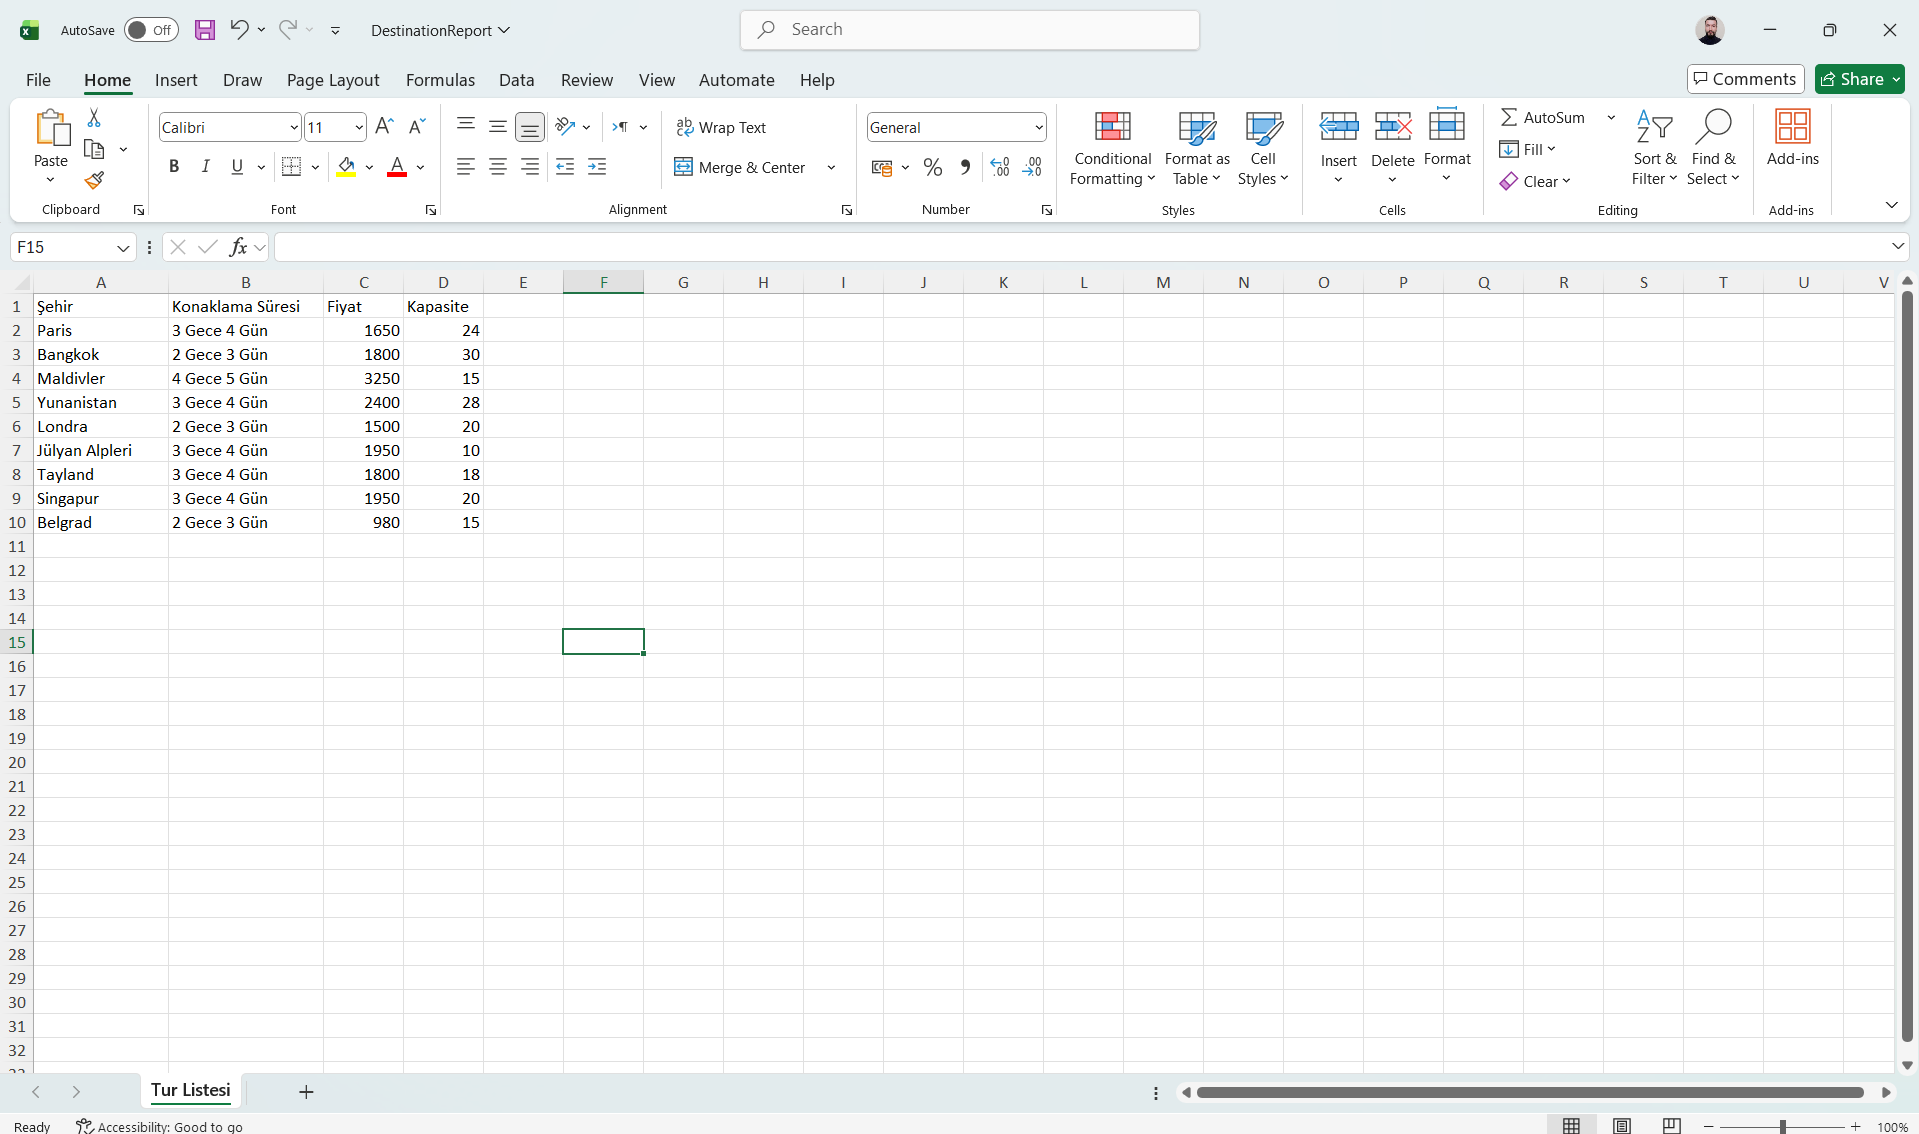 AutoSave Off DestinationReport Search
File Home Insert Draw Page Layout Formulas Data Review View Automate Help Comments Share
Paste Calibri 11 Wrap Text General Conditional Formatting Format as Table Cell Styles Insert Delete Format AutoSum Sort & Filter Find & Select Add-ins
B I U Merge & Center Fill
Clear
Clipboard Font Alignment Number Styles Cells Editing Add-ins
F15 fx
A B C D E F G H I J K L M N O P Q R S T U V
1 Şehir Konaklama Süresi Fiyat Kapasite
2 Paris 3 Gece 4 Gün 1650 24
3 Bangkok 2 Gece 3 Gün 1800 30
4 Maldivler 4 Gece 5 Gün 3250 15
5 Yunanistan 3 Gece 4 Gün 2400 28
6 Londra 2 Gece 3 Gün 1500 20
7 Jülyan Alpleri 3 Gece 4 Gün 1950 10
8 Tayland 3 Gece 4 Gün 1800 18
9 Singapur 3 Gece 4 Gün 1950 20
10 Belgrad 2 Gece 3 Gün 980 15
11
12
13
14
15
16
17
18
19
20
21
22
23
24
25
26
27
28
29
30
31
32
Tur Listesi
Ready Accessibility: Good to go 100%